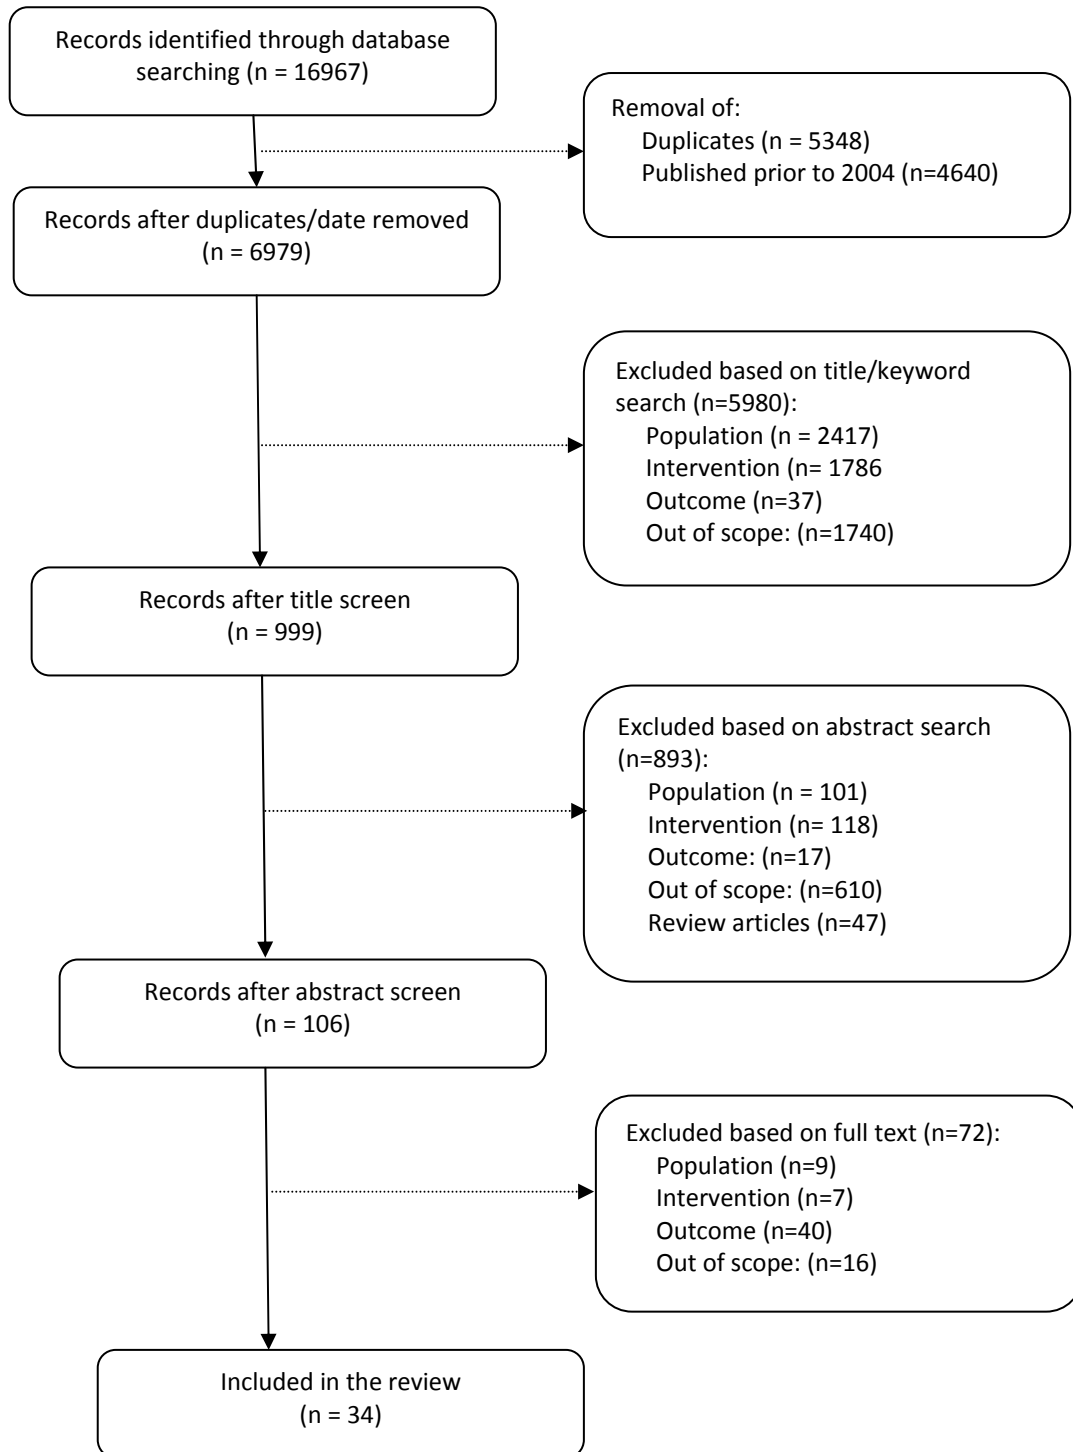 Records identified through database
searching (n = 16967)
Removal of:
Duplicates (n = 5348)
Published prior to 2004 (n=4640)
Records after duplicates/date removed
(n = 6979)
Excluded based on title/keyword
search (n=5980):
Population (n = 2417)
Intervention (n= 1786
Outcome (n=37)
Out of scope: (n=1740)
Records after title screen
(n = 999)
Excluded based on abstract search
(n=893):
Population (n = 101)
Intervention (n= 118)
Outcome: (n=17)
Out of scope: (n=610)
Review articles (n=47)
Records after abstract screen
(n = 106)
Excluded based on full text (n=72):
Population (n=9)
Intervention (n=7)
Outcome (n=40)
Out of scope: (n=16)
Included in the review
(n = 34)